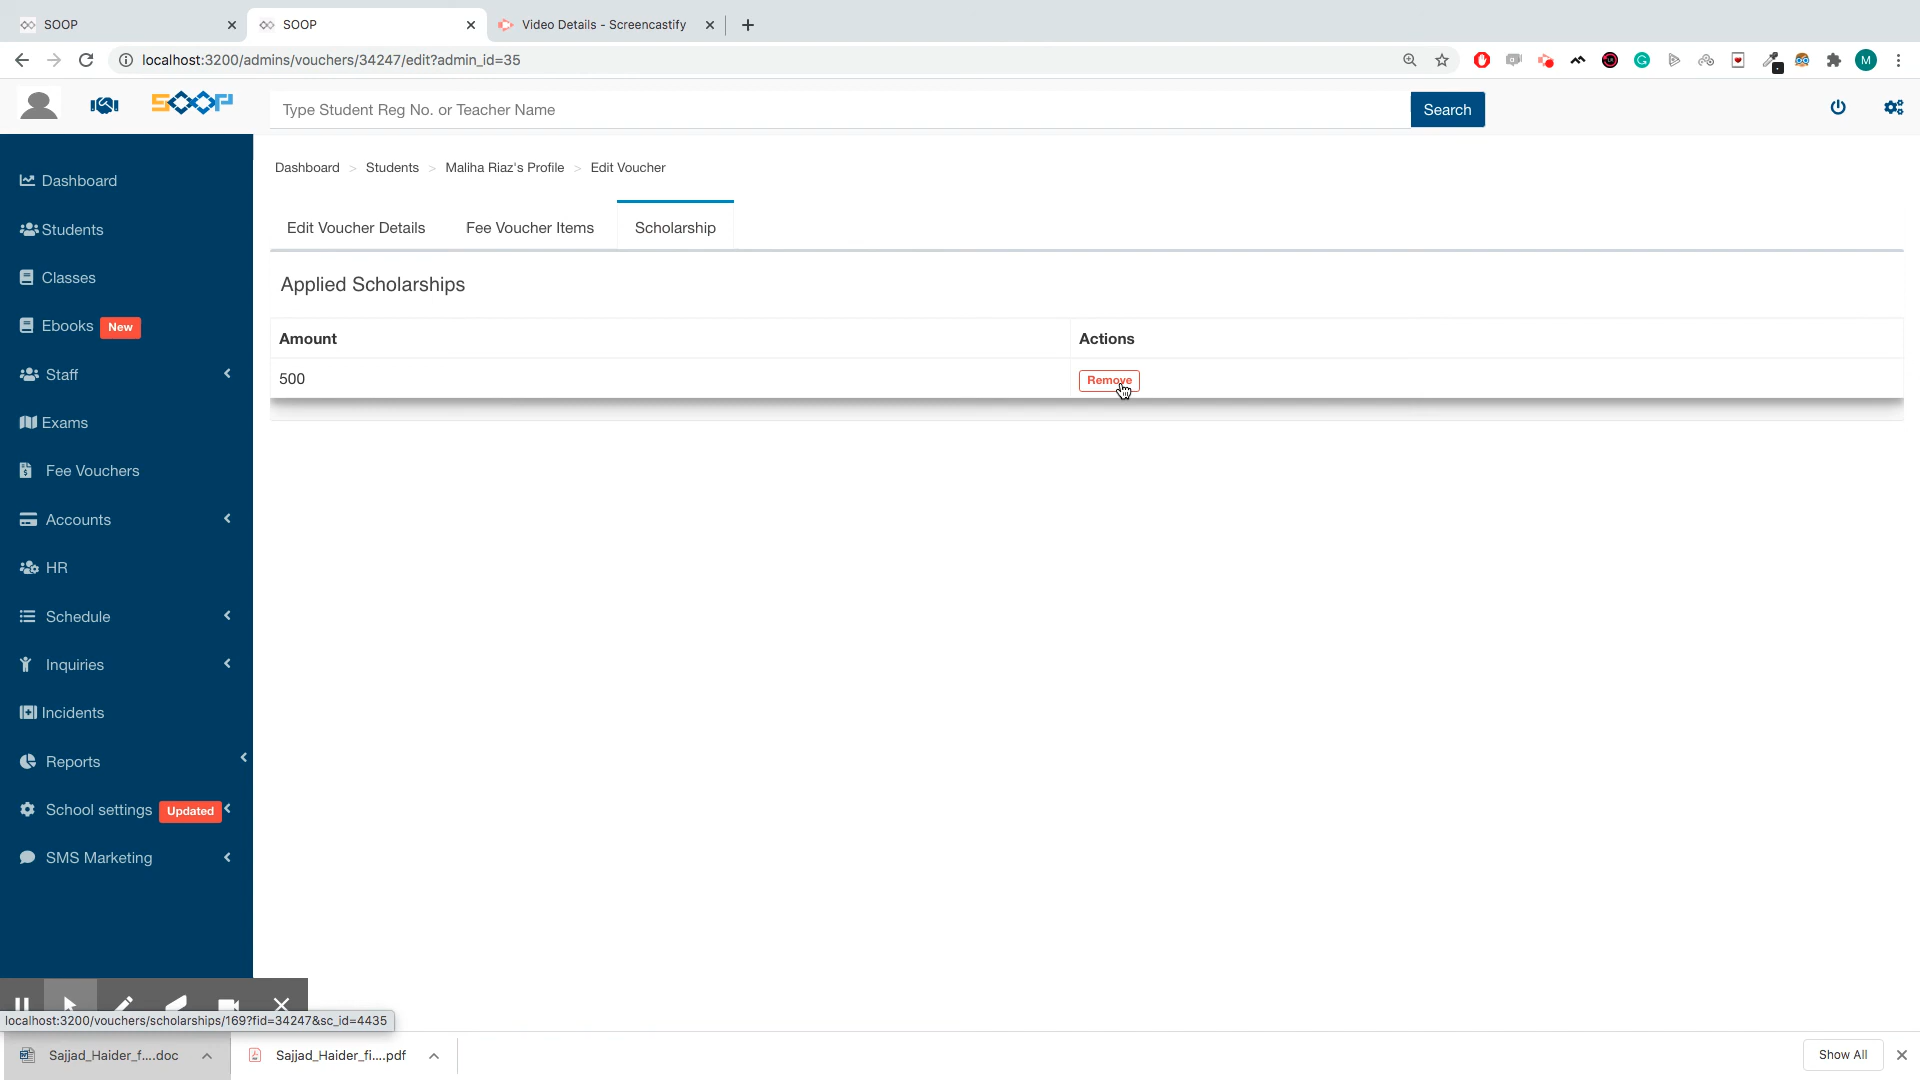 SOOP
SOOP
Video Details - Screencastify
localhost:3200/admins/vouchers/34247/edit?admin_id=35
M
SOOP
Type Student Reg No. or Teacher Name
Search
Dashboard > Students > Maliha Riaz's Profile > Edit Voucher
Edit Voucher Details
Fee Voucher Items
Scholarship
Applied Scholarships
Amount
Actions
500
Remove
Dashboard
Students
Classes
Ebooks New
Staff
Exams
Fee Vouchers
Accounts
HR
Schedule
Inquiries
Incidents
Reports
School settings Updated
SMS Marketing
localhost:3200/vouchers/scholarships/169?fid=34247&sc_id=4435
Sajjad_Haider_f....doc
Sajjad_Haider_fi....pdf
Show All